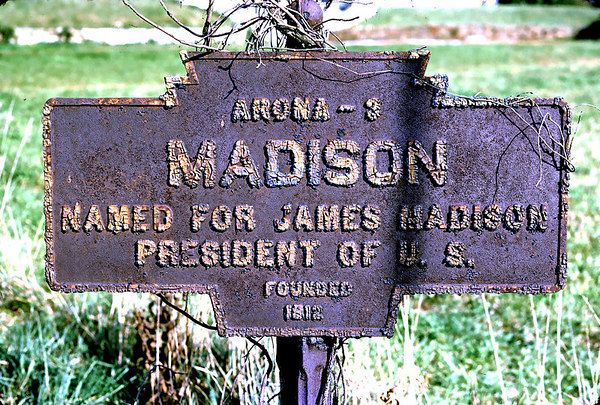 ARONA - 3
MADISON
NAMED FOR JAMES MADISON
PRESIDENT OF U. S.
FOUNDED
1812